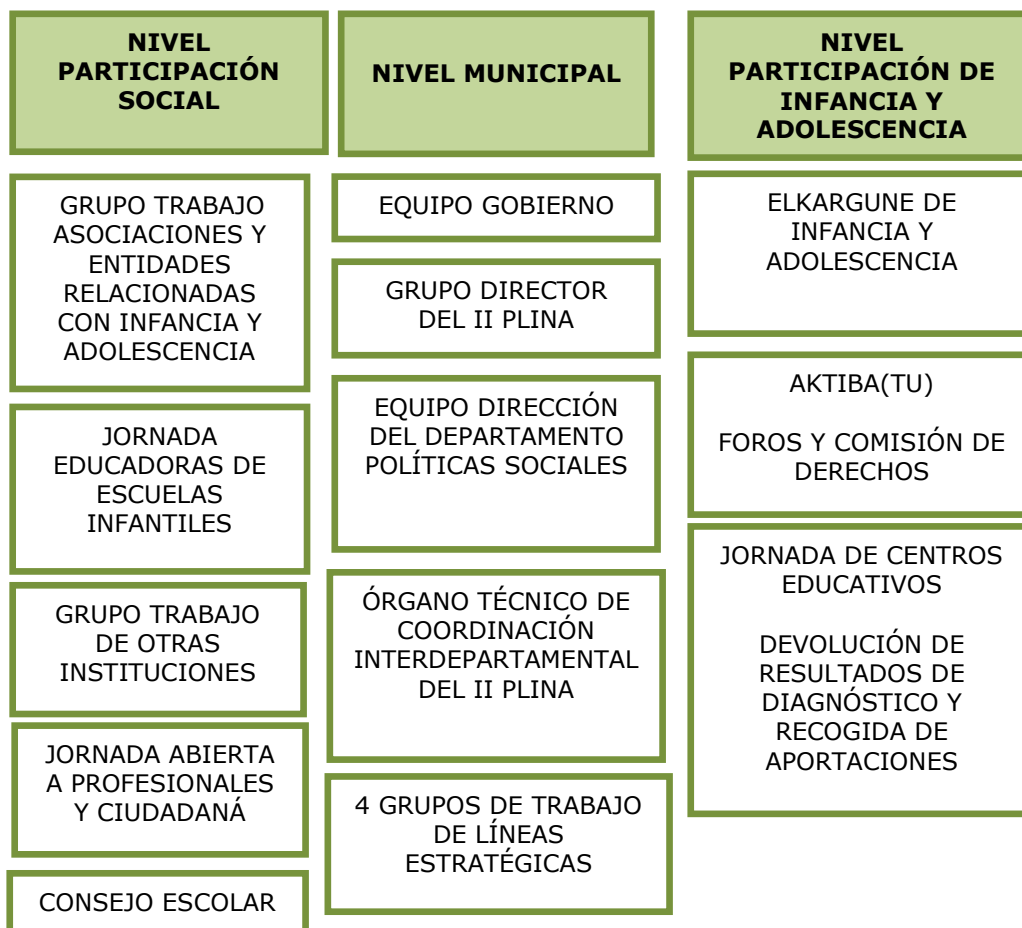 NIVEL
PARTICIPACIÓN
SOCIAL
GRUPO TRABAJO
ASOCIACIONES Y
ENTIDADES
RELACIONADAS
CON INFANCIA Y
ADOLESCENCIA
JORNADA
EDUCADORAS DE
ESCUELAS
INFANTILES
GRUPO TRABAJO
DE OTRAS
INSTITUCIONES
JORNADA ABIERTA
A PROFESIONALES
Y CIUDADANÁ
CONSEJO ESCOLAR
NIVEL MUNICIPAL
EQUIPO GOBIERNO
GRUPO DIRECTOR
DEL II PLINA
EQUIPO DIRECCIÓN
DEL DEPARTAMENTO
POLÍTICAS SOCIALES
ÓRGANO TÉCNICO DE
COORDINACIÓN
INTERDEPARTAMENTAL
DEL II PLINA
4 GRUPOS DE TRABAJO
DE LÍNEAS
ESTRATÉGICAS
NIVEL
PARTICIPACIÓN DE
INFANCIA Y
ADOLESCENCIA
ELKARGUNE DE
INFANCIA Y
ADOLESCENCIA
AKTIBA(TU)
FOROS Y COMISIÓN DE
DERECHOS
JORNADA DE CENTROS
EDUCATIVOS
DEVOLUCIÓN DE
RESULTADOS DE
DIAGNÓSTICO Y
RECOGIDA DE
APORTACIONES